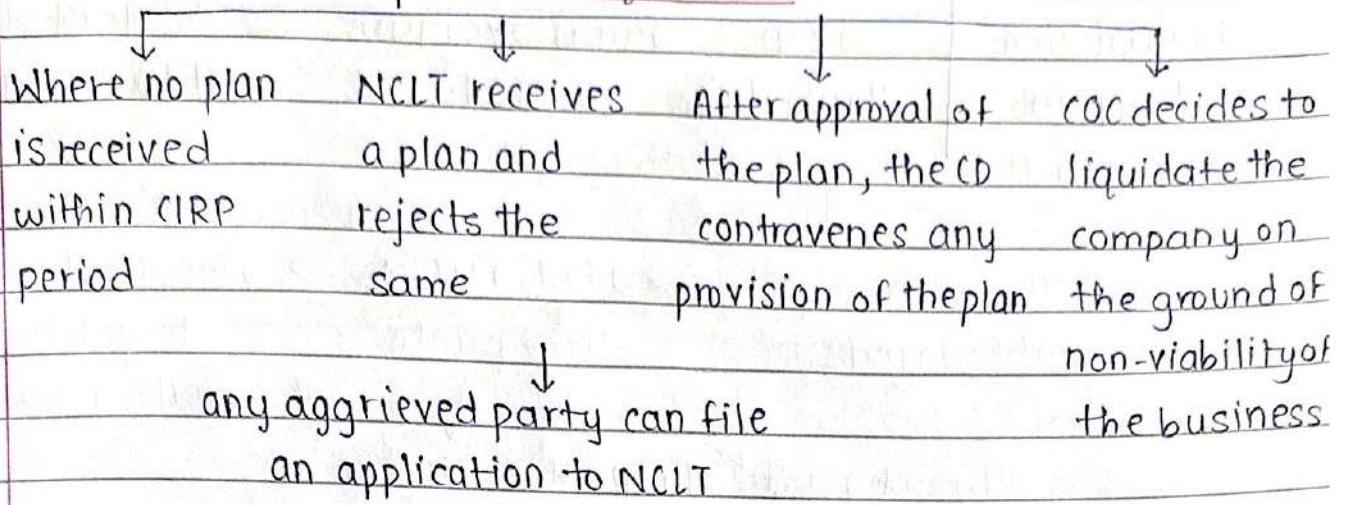 Where no plan
is received
within CIRP
period
NCLT receives
a plan and
rejects the
same
After approval of
the plan, the CD
contravenes any
provision of the plan
COC decides to
liquidate the
company on
the ground of
non-viability of
the business
any aggrieved party can file
an application to NCLT